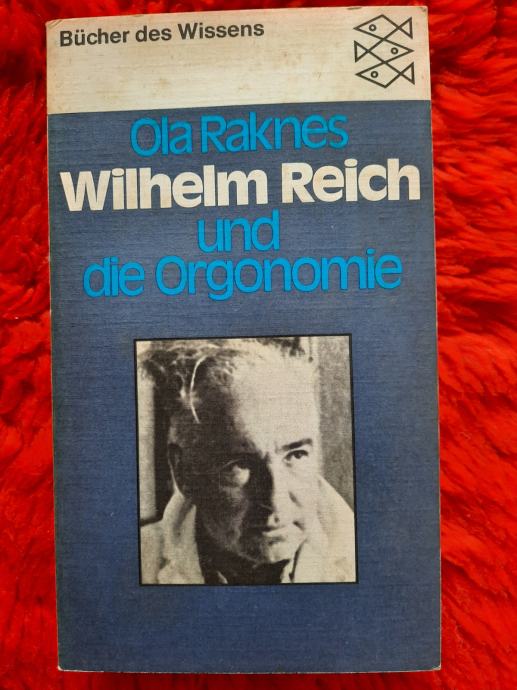 Bücher des Wissens
Ola Raknes
Wilhelm Reich
und
die Orgonomie